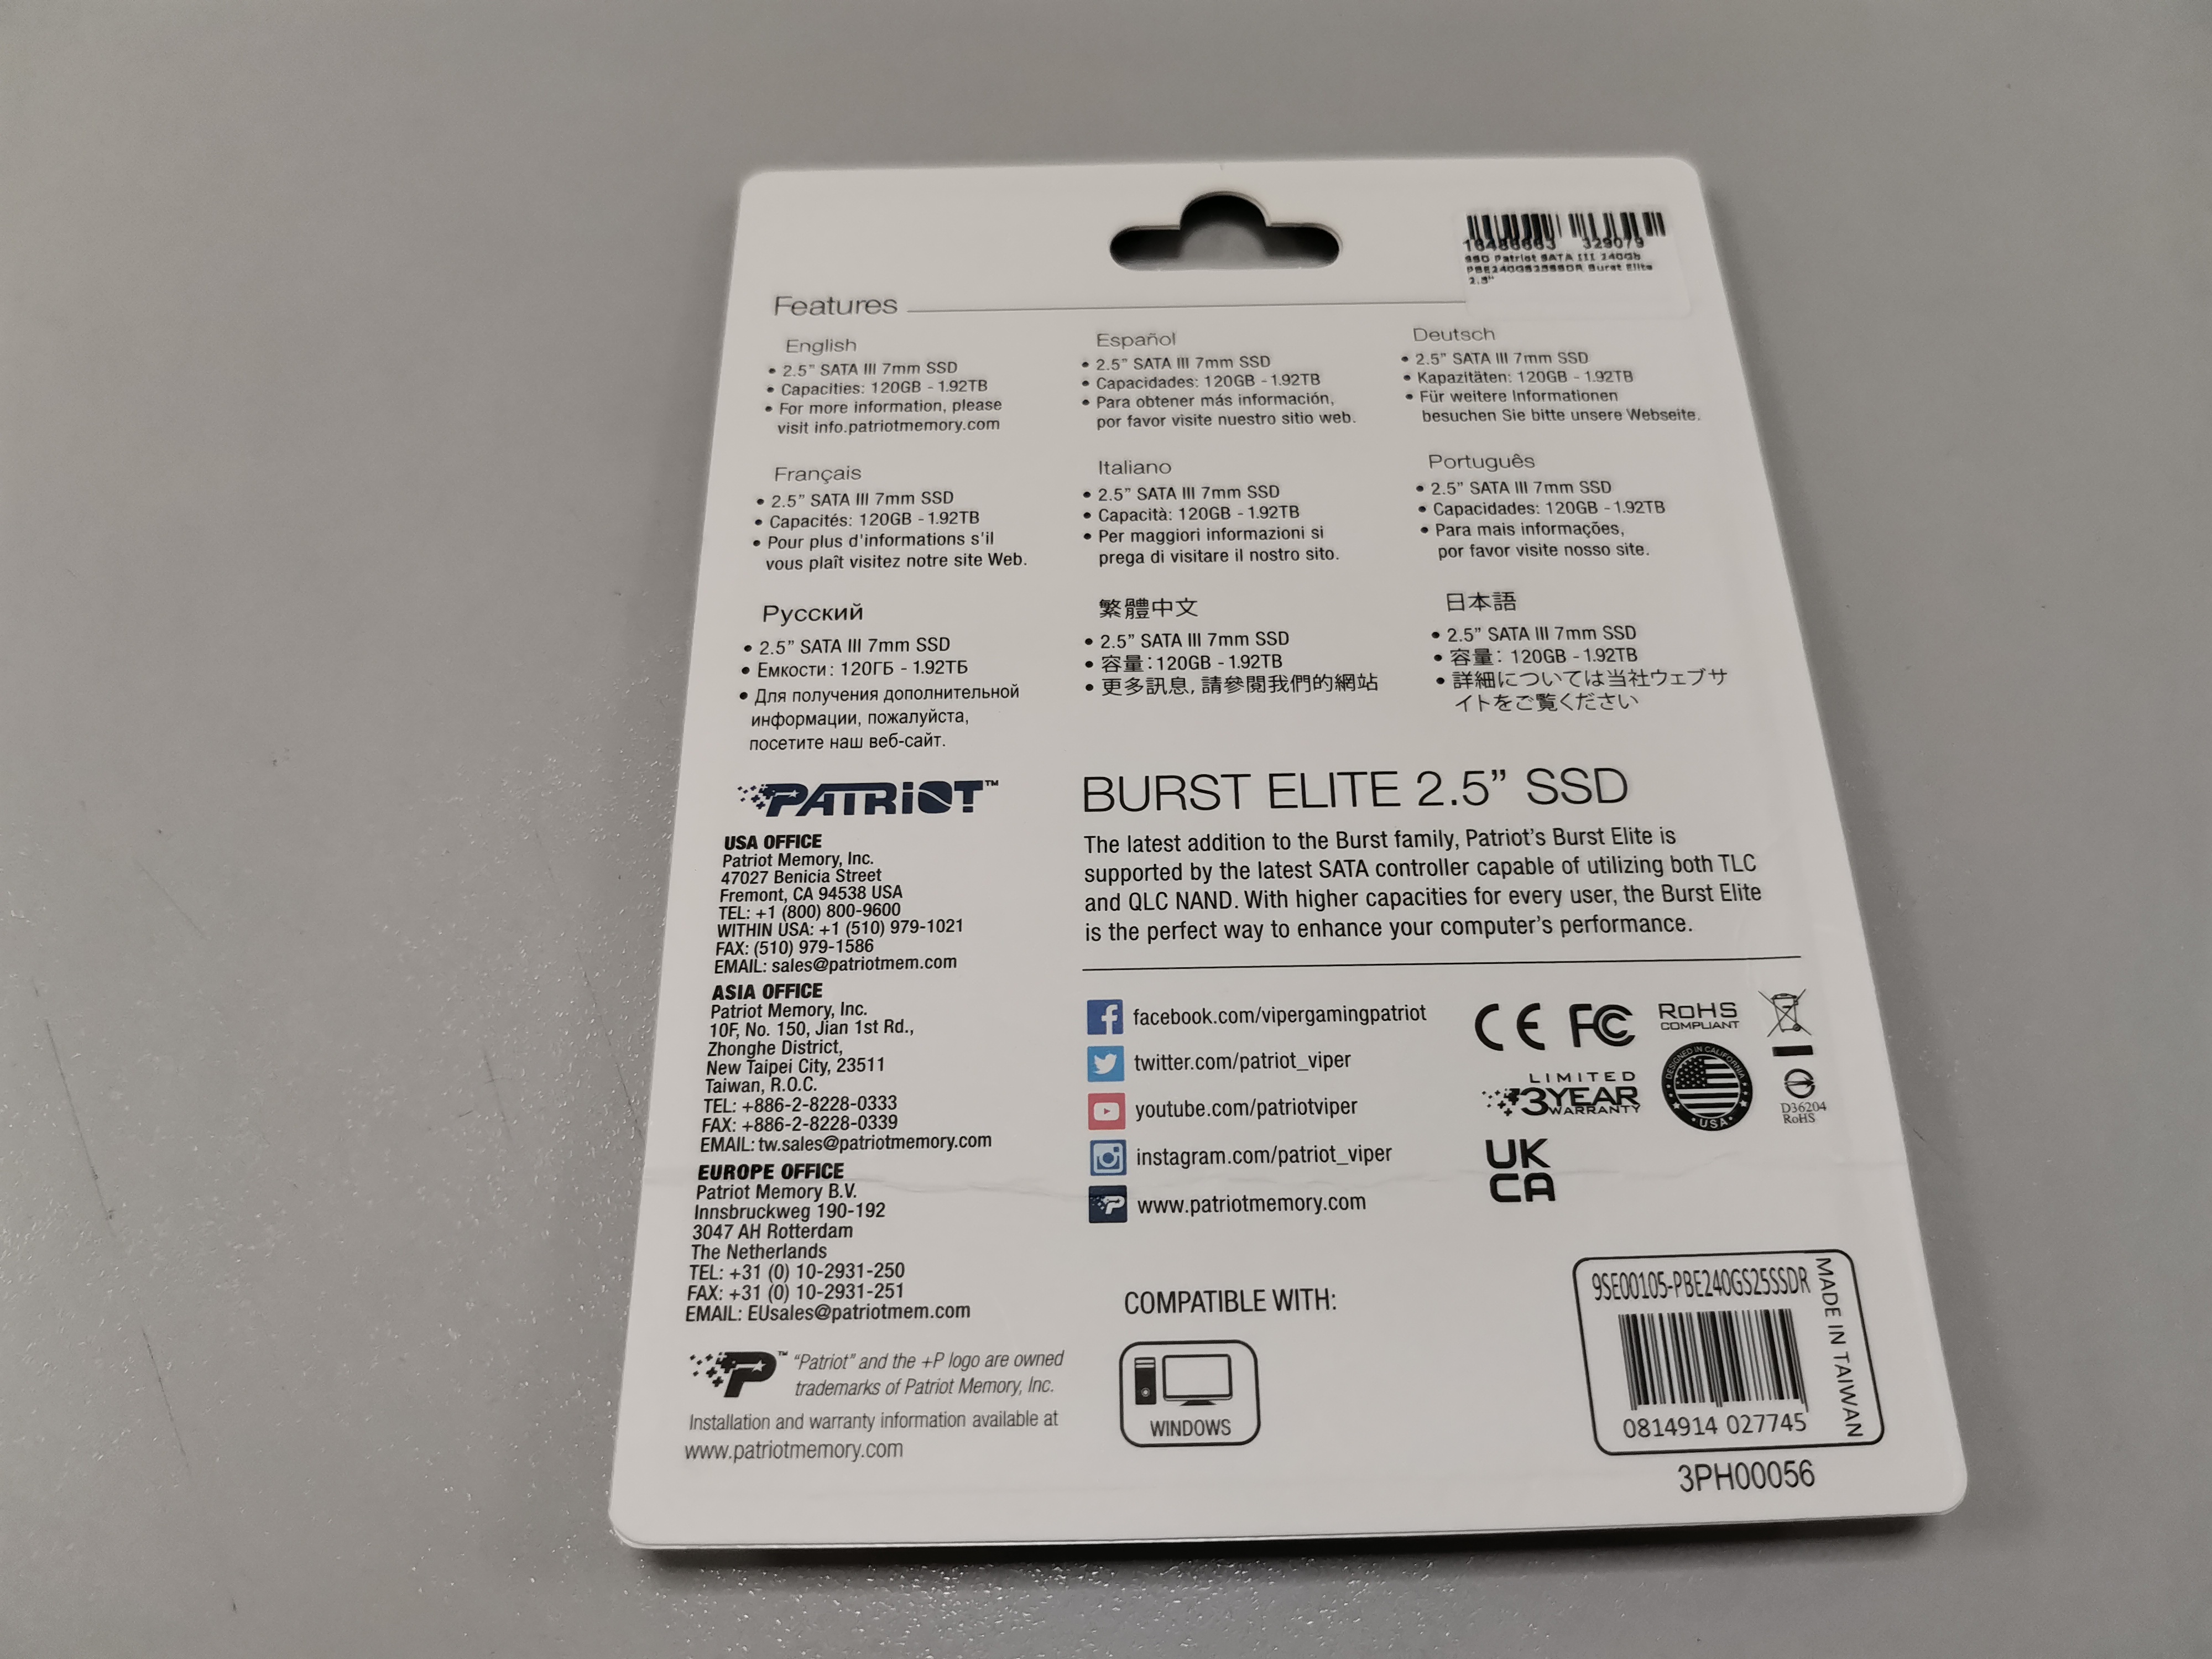 16486663 329079
SSD Patriot SATA III 240Gb
PBE240GS25SSDR Burst Elite
2.5"
Features
English
• 2.5” SATA III 7mm SSD
• Capacities: 120GB - 1.92TB
• For more information, please
visit info.patriotmemory.com
Español
• 2.5” SATA III 7mm SSD
• Capacidades: 120GB - 1.92TB
• Para obtener más información,
por favor visite nuestro sitio web.
Deutsch
• 2.5” SATA III 7mm SSD
• Kapazitäten: 120GB - 1.92TB
• Für weitere Informationen
besuchen Sie bitte unsere Webseite.
Français
• 2.5” SATA III 7mm SSD
• Capacités: 120GB - 1.92TB
• Pour plus d'informations s'il
vous plaît visitez notre site Web.
Italiano
• 2.5” SATA III 7mm SSD
• Capacità: 120GB - 1.92TB
• Per maggiori informazioni si
prega di visitare il nostro sito.
Português
• 2.5” SATA III 7mm SSD
• Capacidades: 120GB - 1.92TB
• Para mais informações,
por favor visite nosso site.
Русский
• 2.5” SATA III 7mm SSD
• Емкости: 120ГБ - 1.92ТБ
• Для получения дополнительной
информации, пожалуйста,
посетите наш веб-сайт.
繁體中文
• 2.5” SATA III 7mm SSD
• 容量：120GB - 1.92TB
• 更多訊息, 請參閱我們的網站
日本語
• 2.5” SATA III 7mm SSD
• 容量： 120GB - 1.92TB
• 詳細については当社ウェブサ
イトをご覧ください
PATRiOT™
USA OFFICE
Patriot Memory, Inc.
47027 Benicia Street
Fremont, CA 94538 USA
TEL: +1 (800) 800-9600
WITHIN USA: +1 (510) 979-1021
FAX: (510) 979-1586
EMAIL: sales@patriotmem.com
ASIA OFFICE
Patriot Memory, Inc.
10F, No. 150, Jian 1st Rd.,
Zhonghe District,
New Taipei City, 23511
Taiwan, R.O.C.
TEL: +886-2-8228-0333
FAX: +886-2-8228-0339
EMAIL: tw.sales@patriotmemory.com
EUROPE OFFICE
Patriot Memory B.V.
Innsbruckweg 190-192
3047 AH Rotterdam
The Netherlands
TEL: +31 (0) 10-2931-250
FAX: +31 (0) 10-2931-251
EMAIL: EUsales@patriotmem.com
P™ “Patriot” and the +P logo are owned
trademarks of Patriot Memory, Inc.
Installation and warranty information available at
www.patriotmemory.com
BURST ELITE 2.5” SSD
The latest addition to the Burst family, Patriot’s Burst Elite is
supported by the latest SATA controller capable of utilizing both TLC
and QLC NAND. With higher capacities for every user, the Burst Elite
is the perfect way to enhance your computer’s performance.
facebook.com/vipergamingpatriot
twitter.com/patriot_viper
youtube.com/patriotviper
instagram.com/patriot_viper
www.patriotmemory.com
CE FC RoHS
COMPLIANT
LIMITED
3YEAR
WARRANTY
DESIGNED IN CALIFORNIA
USA
D36204
RoHS
UK
CA
COMPATIBLE WITH:
WINDOWS
9SE00105-PBE240GS25SSDR
0814914 027745
MADE IN TAIWAN
3PH00056